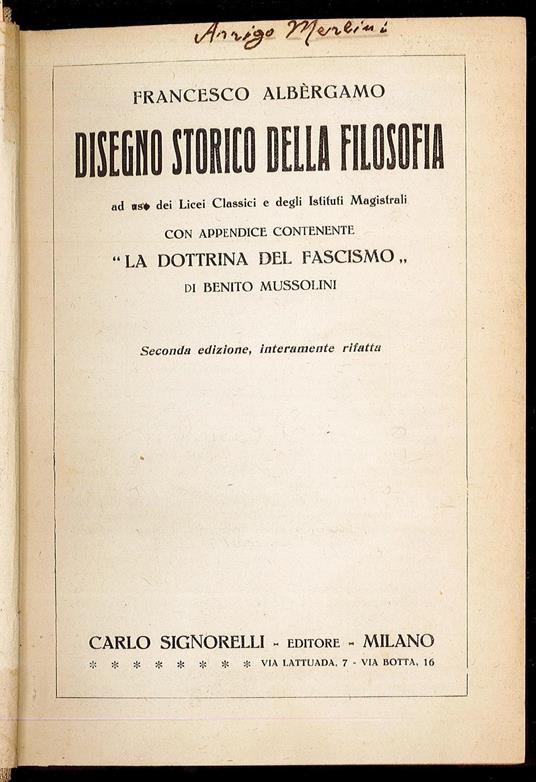 Arrigo Merlini
FRANCESCO ALBÈRGAMO
DISEGNO STORICO DELLA FILOSOFIA
ad uso dei Licei Classici e degli Istituti Magistrali
CON APPENDICE CONTENENTE
“LA DOTTRINA DEL FASCISMO„
DI BENITO MUSSOLINI
Seconda edizione, interamente rifatta
CARLO SIGNORELLI - EDITORE - MILANO
* * * * * * * * VIA LATTUADA, 7 - VIA BOTTA, 16